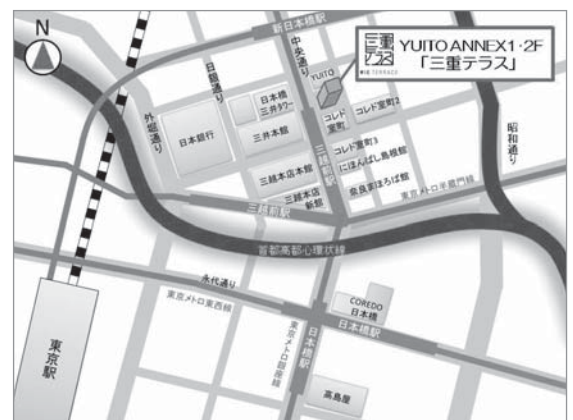 N
新日本橋駅
中央通り
三重テラス
MIE TERRACE
YUITO ANNEX1・2F
「三重テラス」
YUITO
日銀通り
外堀通り
日本橋
三井タワー
コレド
室町
コレド室町2
昭和通り
日本銀行
三井本館
三越前駅
コレド室町3
にほんばし島根館
三越本店本館
奈良まほろば館
三越本店
新館
東京メトロ半蔵門線
三越前駅
首都高都心環状線
永代通り
東京メトロ東西線
COREDO
日本橋
日本橋駅
東京メトロ銀座線
日本橋駅
東京駅
高島屋